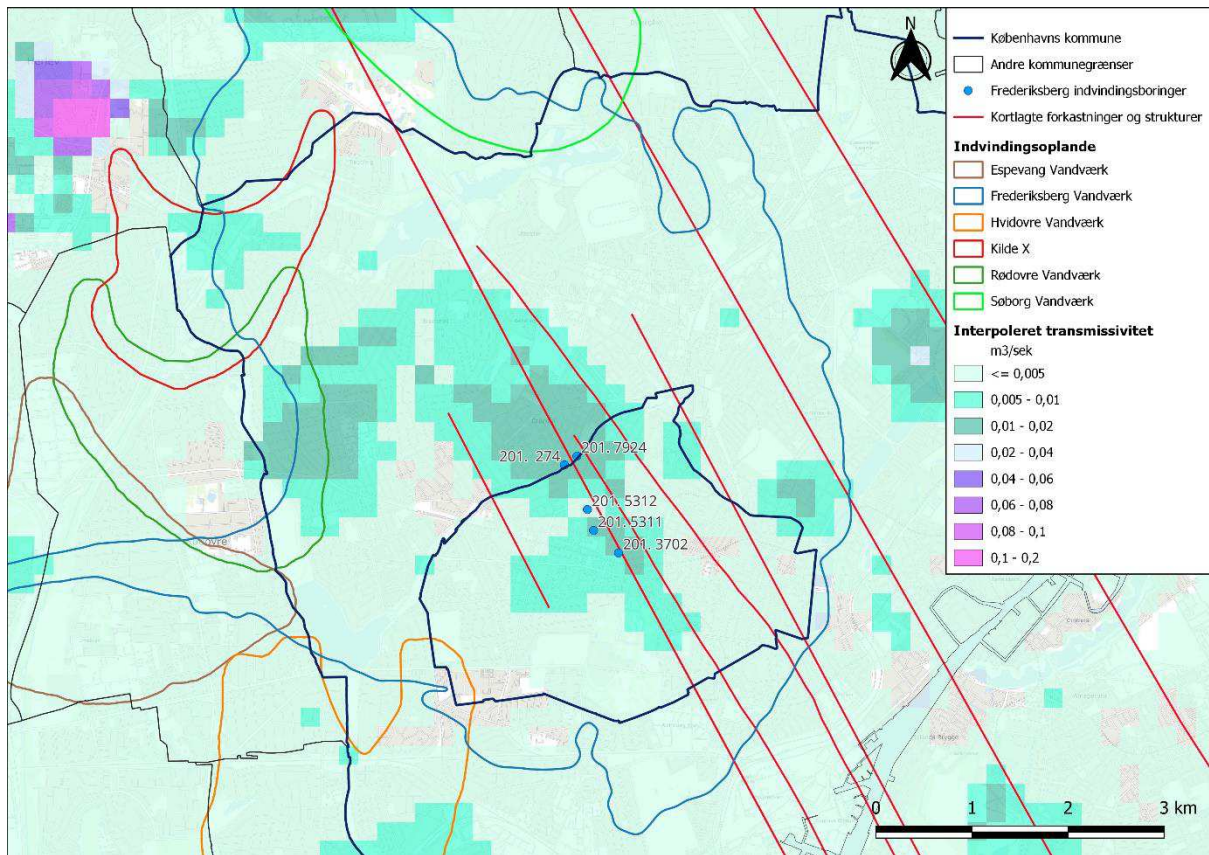 N
Københavns kommune
Andre kommunegrænser
Frederiksberg indvindingsboringer
Kortlagte forkastninger og strukturer
Indvindingsoplande
Espevang Vandværk
Frederiksberg Vandværk
Hvidovre Vandværk
Kilde X
Rødovre Vandværk
Søborg Vandværk
Interpoleret transmissivitet
m3/sek
<= 0,005
0,005 - 0,01
0,01 - 0,02
0,02 - 0,04
0,04 - 0,06
0,06 - 0,08
0,08 - 0,1
0,1 - 0,2
201. 7924
201. 274
201. 5312
201. 5311
201. 3702
0 1 2 3 km